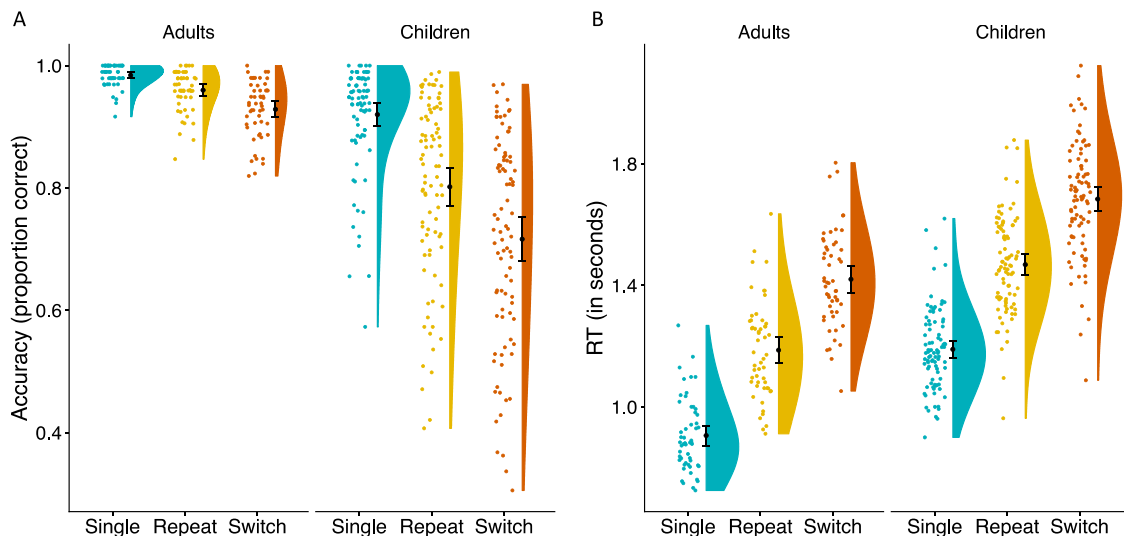 A
Adults
Children
Accuracy (proportion correct)
1.0
0.8
0.6
0.4
Single Repeat Switch
Single Repeat Switch
B
Adults
Children
RT (in seconds)
1.8
1.4
1.0
Single Repeat Switch
Single Repeat Switch